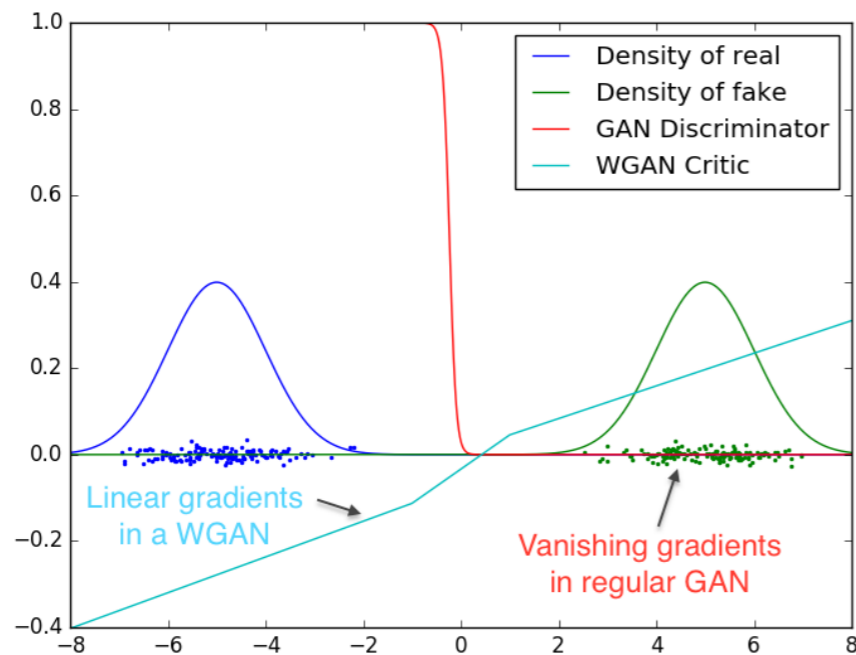 1.0
Density of real
Density of fake
GAN Discriminator
WGAN Critic
0.8
0.6
0.4
0.2
0.0
Linear gradients
in a WGAN
Vanishing gradients
in regular GAN
−0.2
−0.4
−8 −6 −4 −2 0 2 4 6 8